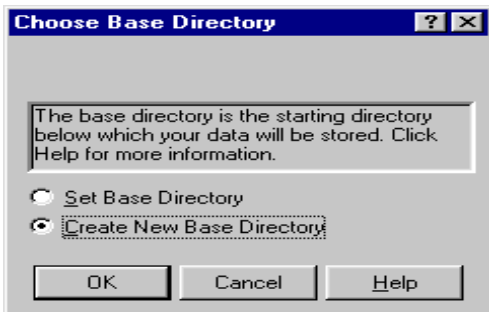 Choose Base Directory
The base directory is the starting directory
below which your data will be stored. Click
Help for more information.
Set Base Directory
Create New Base Directory
OK Cancel Help